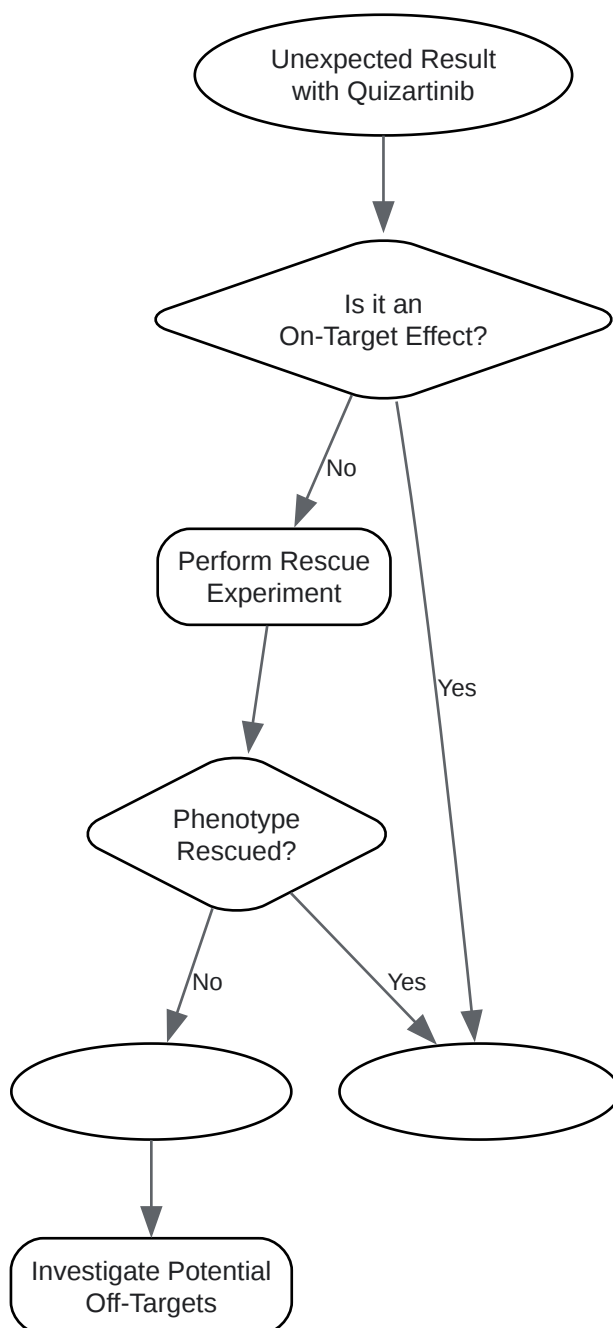 Unexpected Result
with Quizartinib
Is it an
On-Target Effect?
No
Perform Rescue
Experiment
Yes
Phenotype
Rescued?
No
Yes
Investigate Potential
Off-Targets